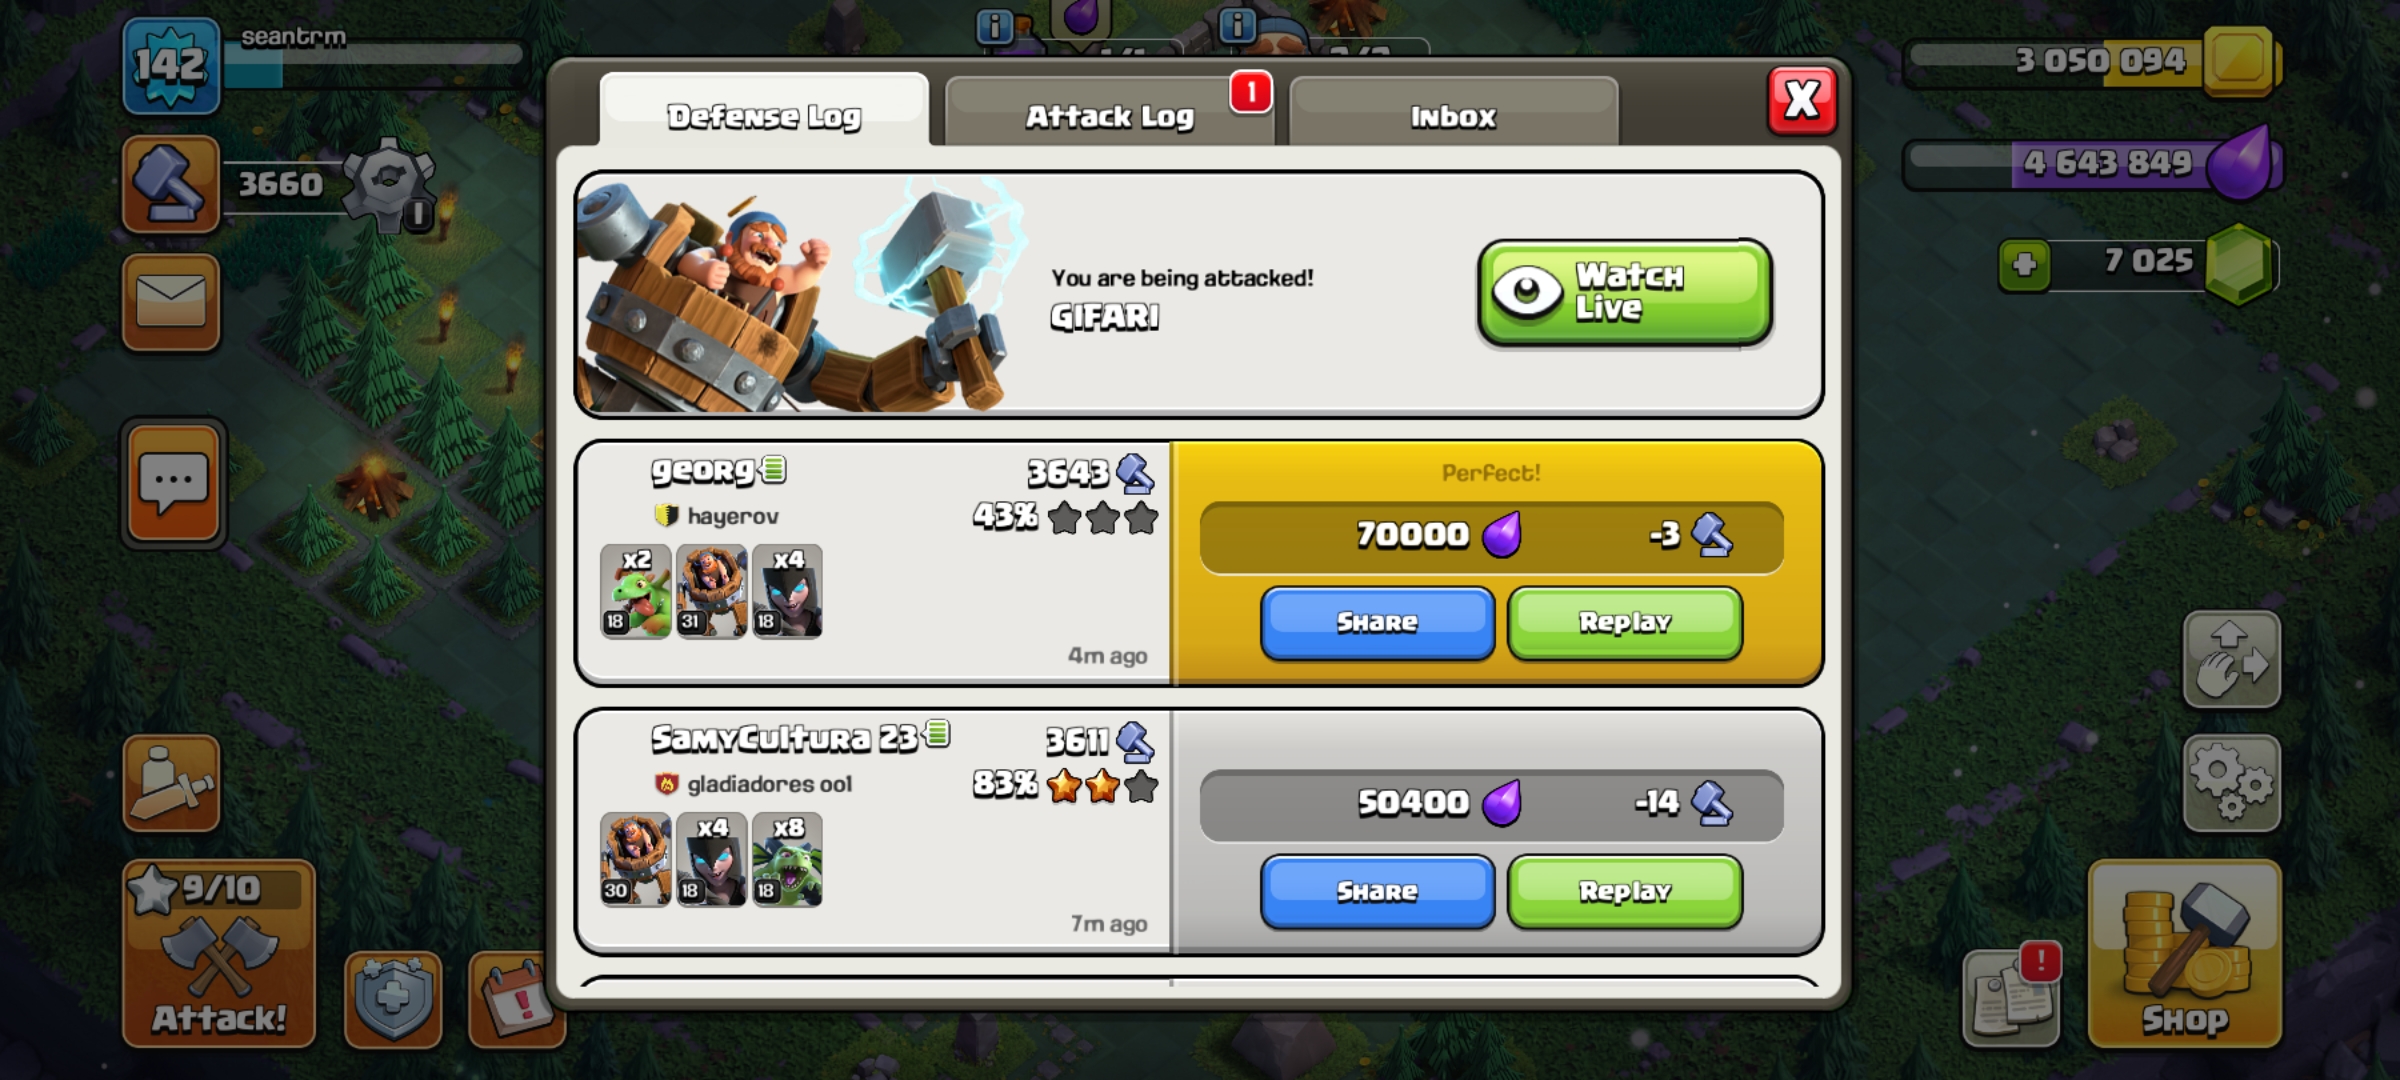 142
seantrm
3660
I
i
i
3 050 094
4 643 849
7 025
Defense Log
Attack Log
1
Inbox
X
You are being attacked!
GIFARI
Watch
Live
georg
3643
hayerov
43%
x2
x4
18
31
18
4m ago
Perfect!
70000
-3
Share
Replay
SamyCultura 23
3611
gladiadores oo1
83%
x4
x8
30
18
18
7m ago
50400
-14
Share
Replay
9/10
Attack!
!
!
Shop